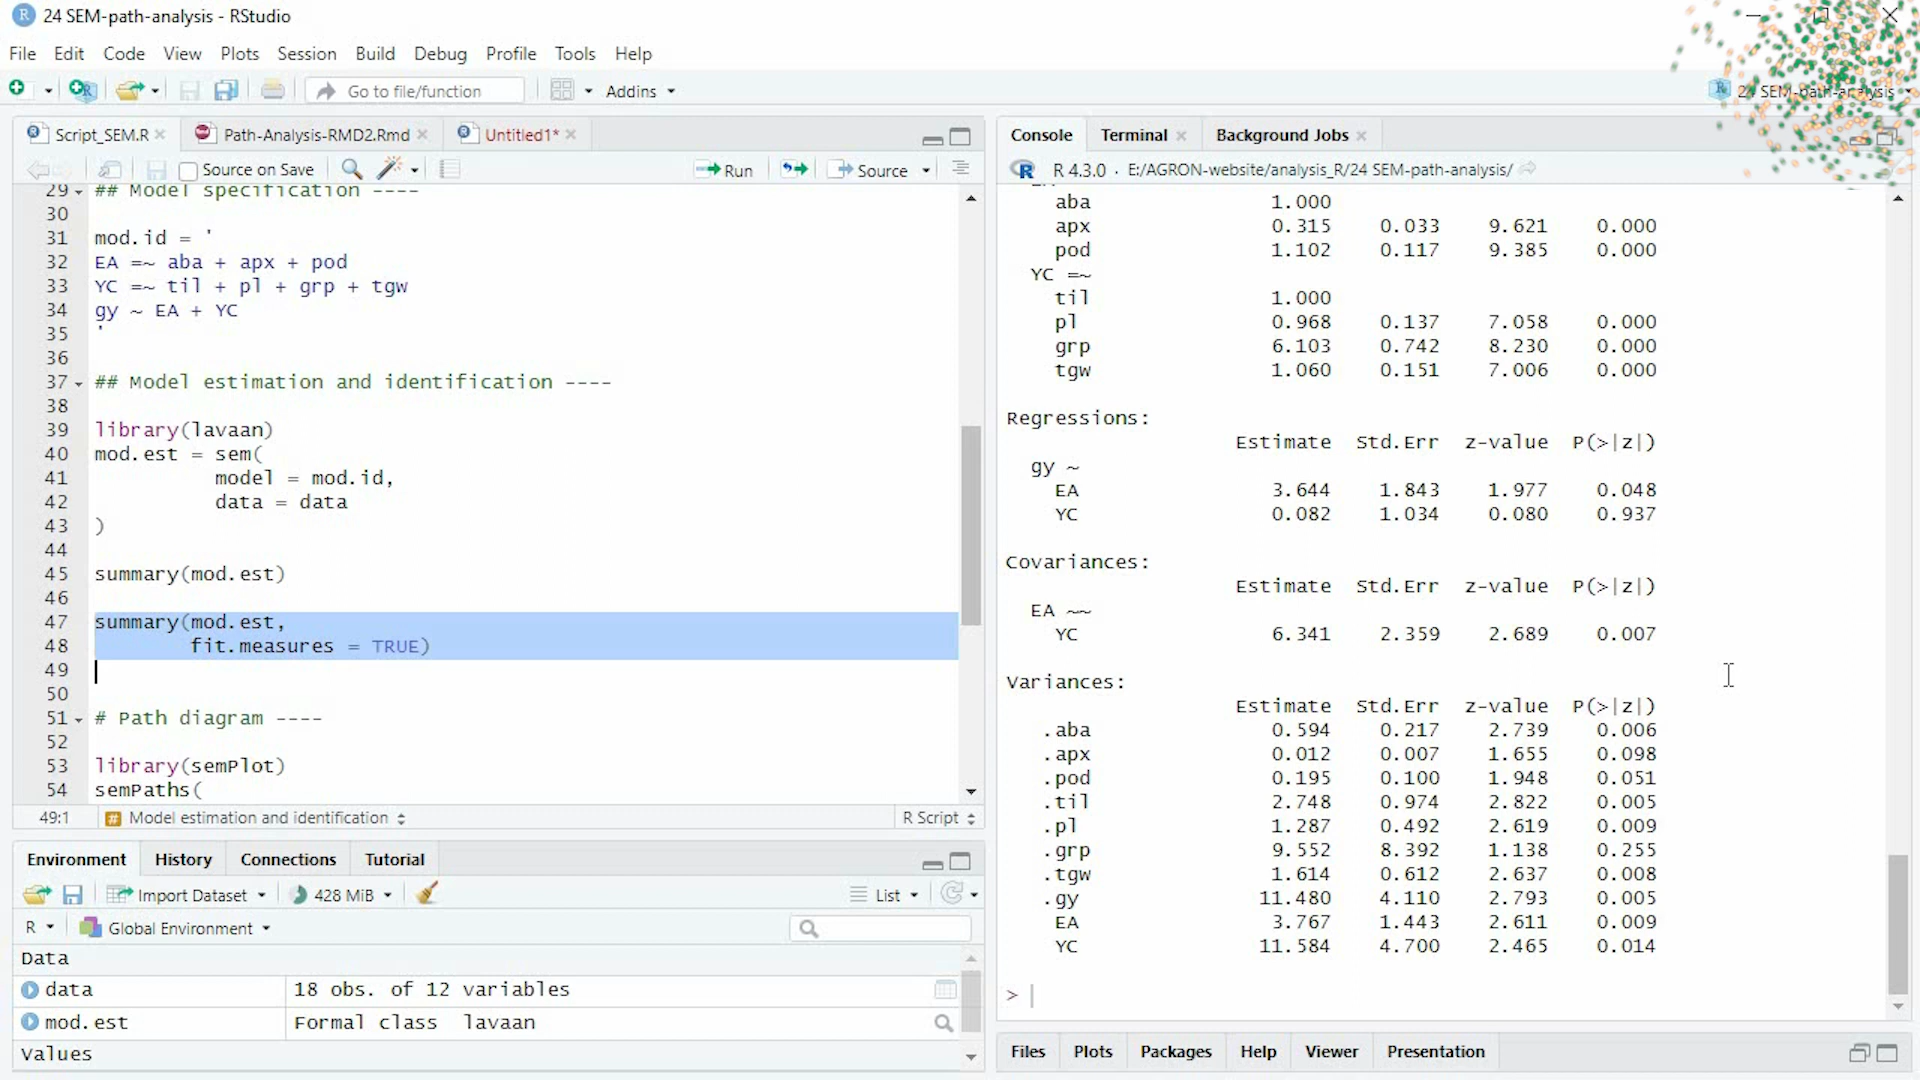 24 SEM-path-analysis - RStudio
File Edit Code View Plots Session Build Debug Profile Tools Help
Go to file/function Addins
24 SEM-path-analysis
Script_SEM.R Path-Analysis-RMD2.Rmd Untitled1*
Source on Save Run Source
29 ## Model specification ----
30
31 mod.id = '
32 EA =~ aba + apx + pod
33 YC =~ til + pl + grp + tgw
34 gy ~ EA + YC
35 '
36
37 ## Model estimation and identification ----
38
39 library(lavaan)
40 mod.est = sem(
41 model = mod.id,
42 data = data
43 )
44
45 summary(mod.est)
46
47 summary(mod.est,
48 fit.measures = TRUE)
49
50
51 # Path diagram ----
52
53 library(semPlot)
54 semPaths(
49:1 # Model estimation and identification R Script
Environment History Connections Tutorial
Import Dataset 428 MiB List
R Global Environment
Data
data 18 obs. of 12 variables
mod.est Formal class lavaan
Values
Console Terminal Background Jobs
R 4.3.0 · E:/AGRON-website/analysis_R/24 SEM-path-analysis/
aba 1.000
apx 0.315 0.033 9.621 0.000
pod 1.102 0.117 9.385 0.000
YC =~
til 1.000
pl 0.968 0.137 7.058 0.000
grp 6.103 0.742 8.230 0.000
tgw 1.060 0.151 7.006 0.000
Regressions:
Estimate Std.Err z-value P(>|z|)
gy ~
EA 3.644 1.843 1.977 0.048
YC 0.082 1.034 0.080 0.937
Covariances:
Estimate Std.Err z-value P(>|z|)
EA ~~
YC 6.341 2.359 2.689 0.007
Variances:
Estimate Std.Err z-value P(>|z|)
.aba 0.594 0.217 2.739 0.006
.apx 0.012 0.007 1.655 0.098
.pod 0.195 0.100 1.948 0.051
.til 2.748 0.974 2.822 0.005
.pl 1.287 0.492 2.619 0.009
.grp 9.552 8.392 1.138 0.255
.tgw 1.614 0.612 2.637 0.008
.gy 11.480 4.110 2.793 0.005
EA 3.767 1.443 2.611 0.009
YC 11.584 4.700 2.465 0.014
>
Files Plots Packages Help Viewer Presentation